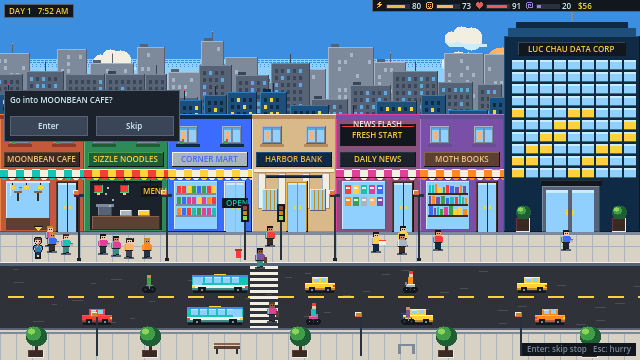 DAY 1 7:52 AM
80 73 91 20 $56
LUC CHAU DATA CORP
Go into MOONBEAN CAFE?
Enter Skip
NEWS FLASH
FRESH START
MOONBEAN CAFE SIZZLE NOODLES CORNER MART HARBOR BANK DAILY NEWS MOTH BOOKS
MENU
OPEN
Enter: skip stop Esc: hurry